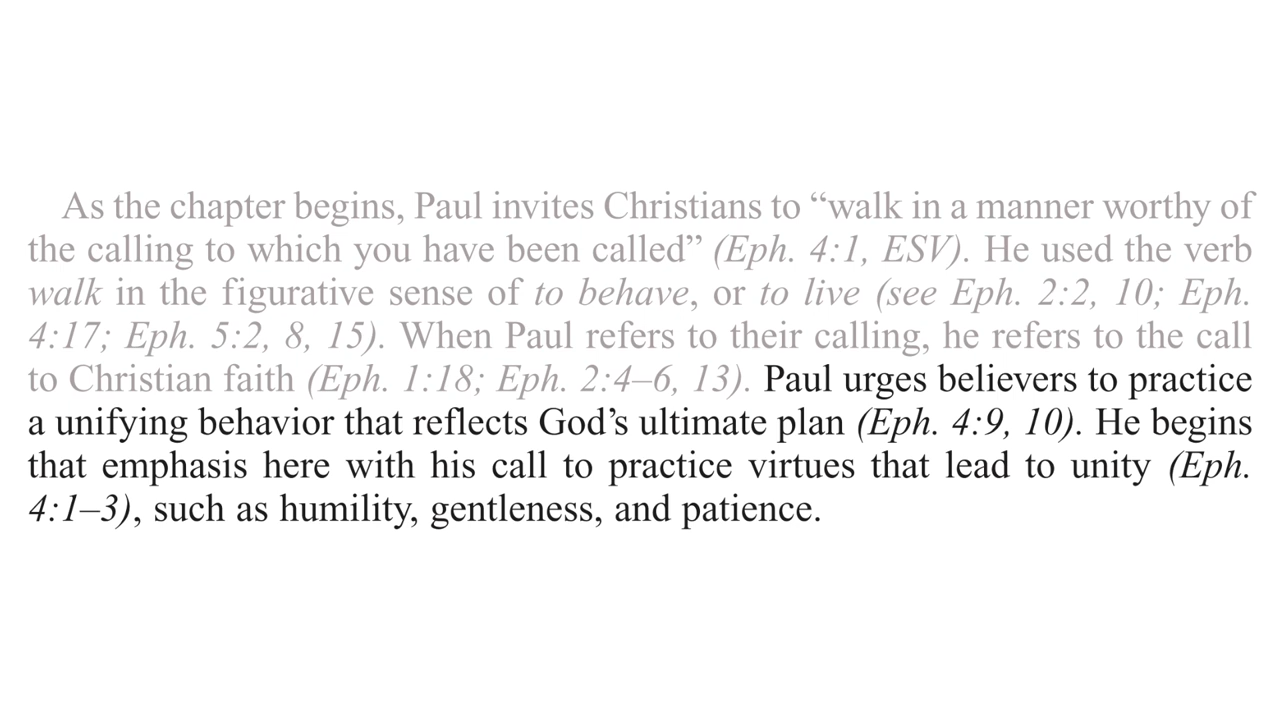 As the chapter begins, Paul invites Christians to “walk in a manner worthy of
the calling to which you have been called” (Eph. 4:1, ESV). He used the verb
walk in the figurative sense of to behave, or to live (see Eph. 2:2, 10; Eph.
4:17; Eph. 5:2, 8, 15). When Paul refers to their calling, he refers to the call
to Christian faith (Eph. 1:18; Eph. 2:4–6, 13). Paul urges believers to practice
a unifying behavior that reflects God’s ultimate plan (Eph. 4:9, 10). He begins
that emphasis here with his call to practice virtues that lead to unity (Eph.
4:1–3), such as humility, gentleness, and patience.